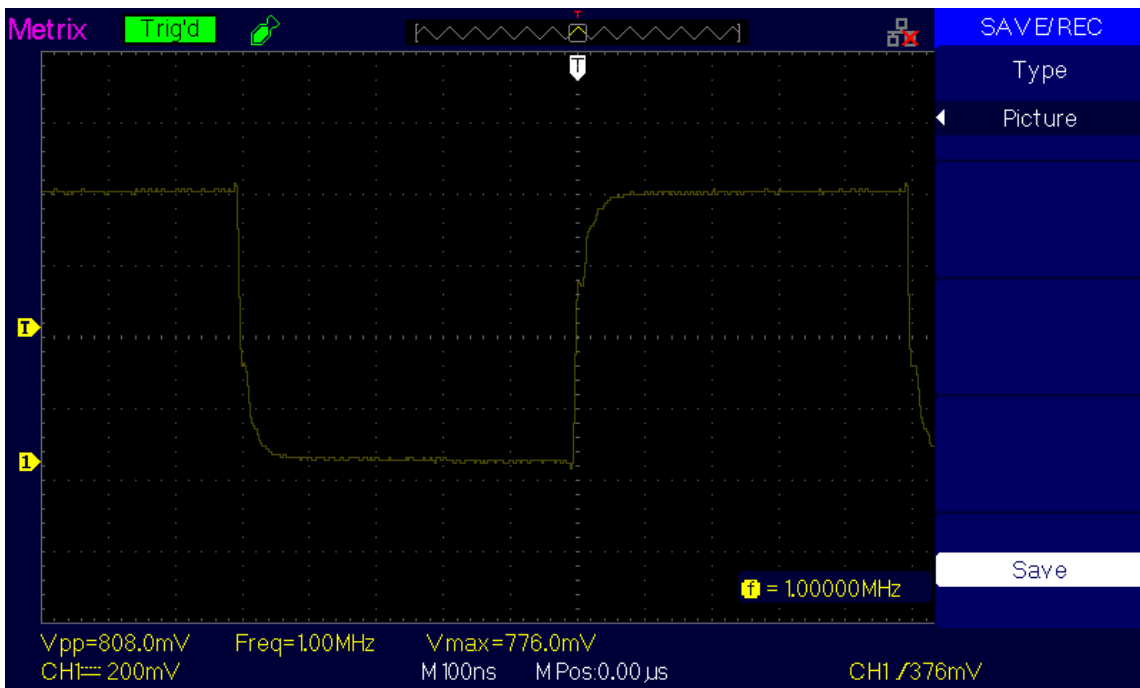 Metrix Trig'd T SAVE/REC
T
Type
Picture
T
1
f = 1.00000MHz
Save
Vpp=808.0mV Freq=1.00MHz Vmax=776.0mV
CH1 200mV M 100ns M Pos:0.00µs CH1 / 376mV